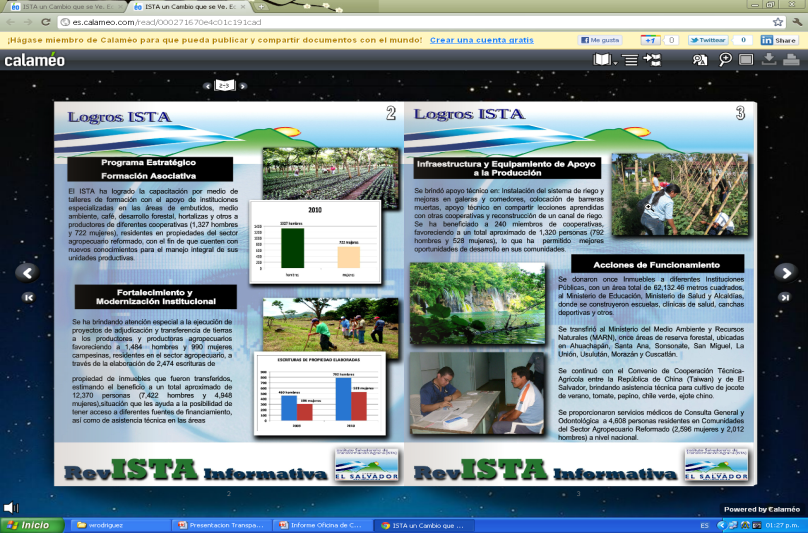 ISTA un Cambio que se Ve. Ec
ISTA un Cambio que se Ve. Ec
es.calameo.com/read/000271670e4c01c191cad
¡Hágase miembro de Calaméo para que pueda publicar y compartir documentos con el mundo! Crear una cuenta gratis
Me gusta
+1 0
Twittear 0
Share
calaméo
2-3
Logros ISTA
2
Programa Estratégico
Formación Asociativa
El ISTA ha logrado la capacitación por medio de
talleres de formación con el apoyo de instituciones
especializadas en las áreas de embutidos, medio
ambiente, café, desarrollo forestal, hortalizas y otros a
productores de diferentes cooperativas (1,327 hombres
y 722 mujeres), residentes en propiedades del sector
agropecuario reformado, con el fin de que cuenten con
nuevos conocimientos para el manejo integral de sus
unidades productivas.
2010
1327 hombres
722 mujeres
Fortalecimiento y
Modernización Institucional
Se ha brindando atención especial a la ejecución de
proyectos de adjudicación y transferencia de tierras
a los productores y productoras agropecuarios
favoreciendo a 1,484 hombres y 990 mujeres
campesinas, residentes en el sector agropecuario, a
través de la elaboración de 2,474 escrituras de
propiedad de inmuebles que fueron transferidos,
estimando el beneficio a un total aproximado de
12,370 personas (7,422 hombres y 4,948
mujeres),situación que les ayuda a la posibilidad de
tener acceso a diferentes fuentes de financiamiento,
así como de asistencia técnica en las áreas
ESCRITURAS DE PROPIEDAD ELABORADAS
2009
2010
RevISTA Informativa
EL SALVADOR
2
Logros ISTA
3
Infraestructura y Equipamiento de Apoyo
a la Producción
Se brindó apoyo técnico en: Instalación del sistema de riego y
mejoras en galeras y comedores, colocación de barreras
muertas, apoyo técnico en compartir lecciones aprendidas
con otras cooperativas y reconstrucción de un canal de riego.
Se ha beneficiado a 240 miembros de cooperativas,
favoreciendo a un total aproximado de 1,320 personas (792
hombres y 528 mujeres), lo que ha permitido mejores
oportunidades de desarrollo en sus comunidades.
Acciones de Funcionamiento
Se donaron once Inmuebles a diferentes Instituciones
Públicas, con un área total de 62,132.46 metros cuadrados,
al Ministerio de Educación, Ministerio de Salud y Alcaldías,
donde se construyeron escuelas, clínicas de salud, canchas
deportivas y otros.
Se transfirió al Ministerio del Medio Ambiente y Recursos
Naturales (MARN), once áreas de reserva forestal, ubicadas
en Ahuachapán, Santa Ana, Sonsonate, San Miguel, La
Unión, Usulután, Morazán y Cuscatlán.
Se continuó con el Convenio de Cooperación Técnica-
Agrícola entre la República de China (Taiwan) y de El
Salvador, brindando asistencia técnica para cultivo de jocote
de verano, tomate, pepino, chile verde, ejote chino.
Se proporcionaron servicios médicos de Consulta General y
Odontológica a 4,608 personas residentes en Comunidades
del Sector Agropecuario Reformado (2,596 mujeres y 2,012
hombres) a nivel nacional.
RevISTA Informativa
EL SALVADOR
3
Powered by Calaméo
Inicio
verodriguez
Presentacion Transpa...
Informe Oficina de C...
ISTA un Cambio que ...
ES
01:27 p.m.